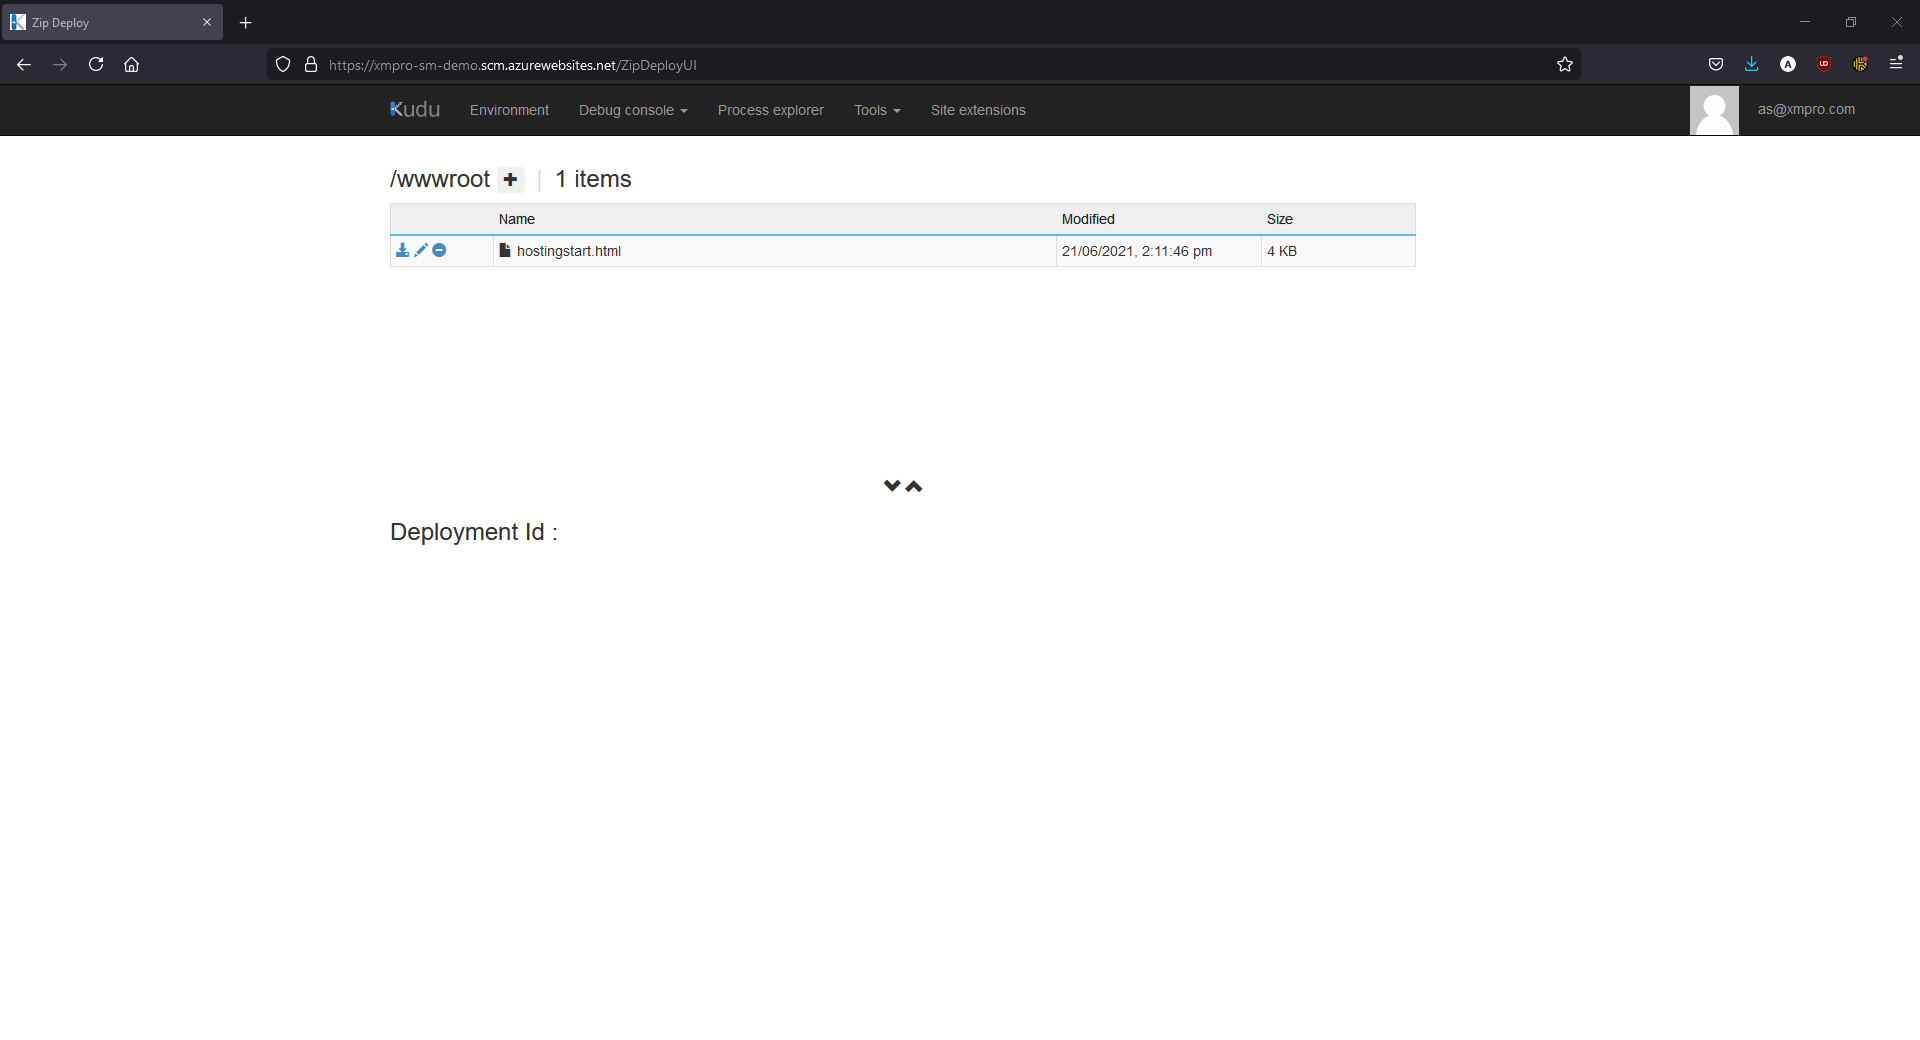 Zip Deploy
https://xmpro-sm-demo.scm.azurewebsites.net/ZipDeployUI
Kudu Environment Debug console Process explorer Tools Site extensions as@xmpro.com
/wwwroot | 1 items
Name Modified Size
hostingstart.html 21/06/2021, 2:11:46 pm 4 KB
Deployment Id :